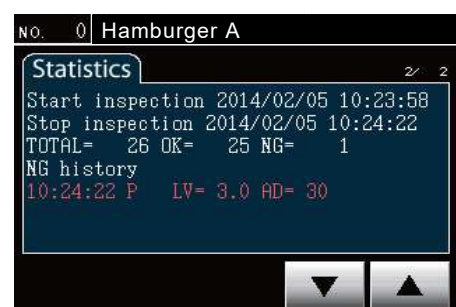 NO. 0 Hamburger A
Statistics 2/ 2
Start inspection 2014/02/05 10:23:58
Stop inspection 2014/02/05 10:24:22
TOTAL= 26 OK= 25 NG= 1
NG history
10:24:22 P LV= 3.0 AD= 30